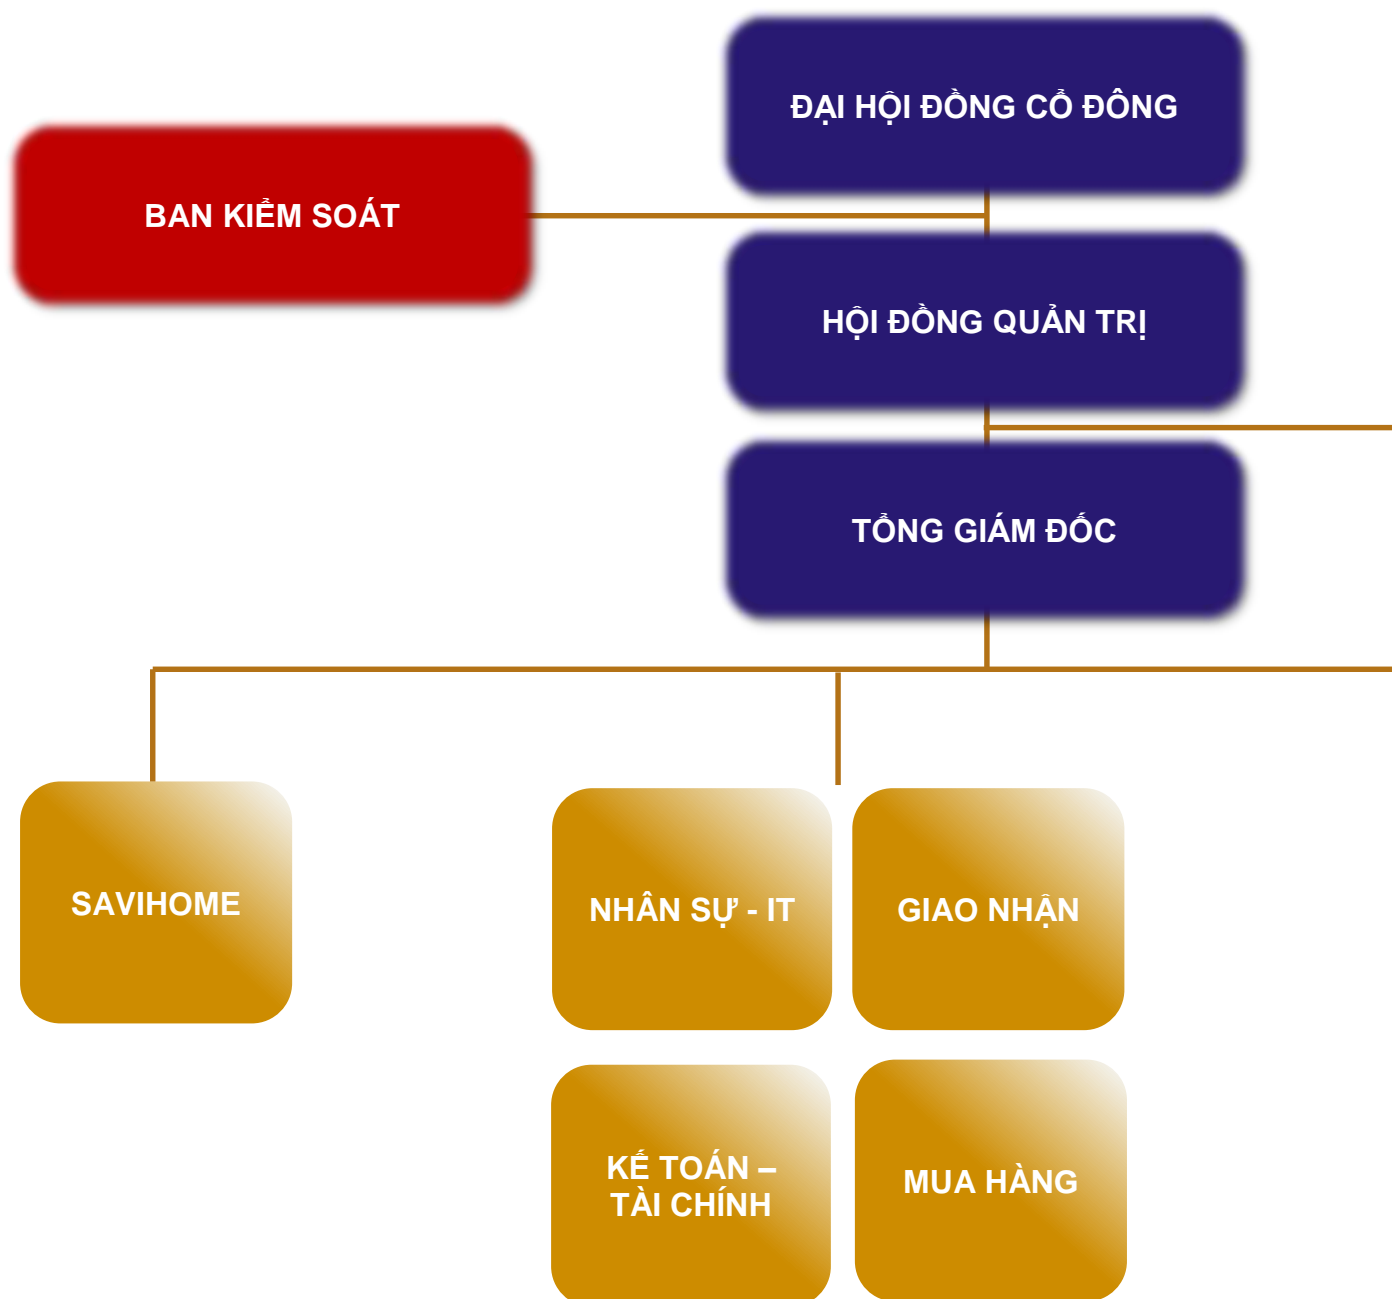 ĐẠI HỘI ĐỒNG CỔ ĐÔNG
BAN KIỂM SOÁT
HỘI ĐỒNG QUẢN TRỊ
TỔNG GIÁM ĐỐC
SAVIHOME
NHÂN SỰ - IT
GIAO NHẬN
KẾ TOÁN –
TÀI CHÍNH
MUA HÀNG